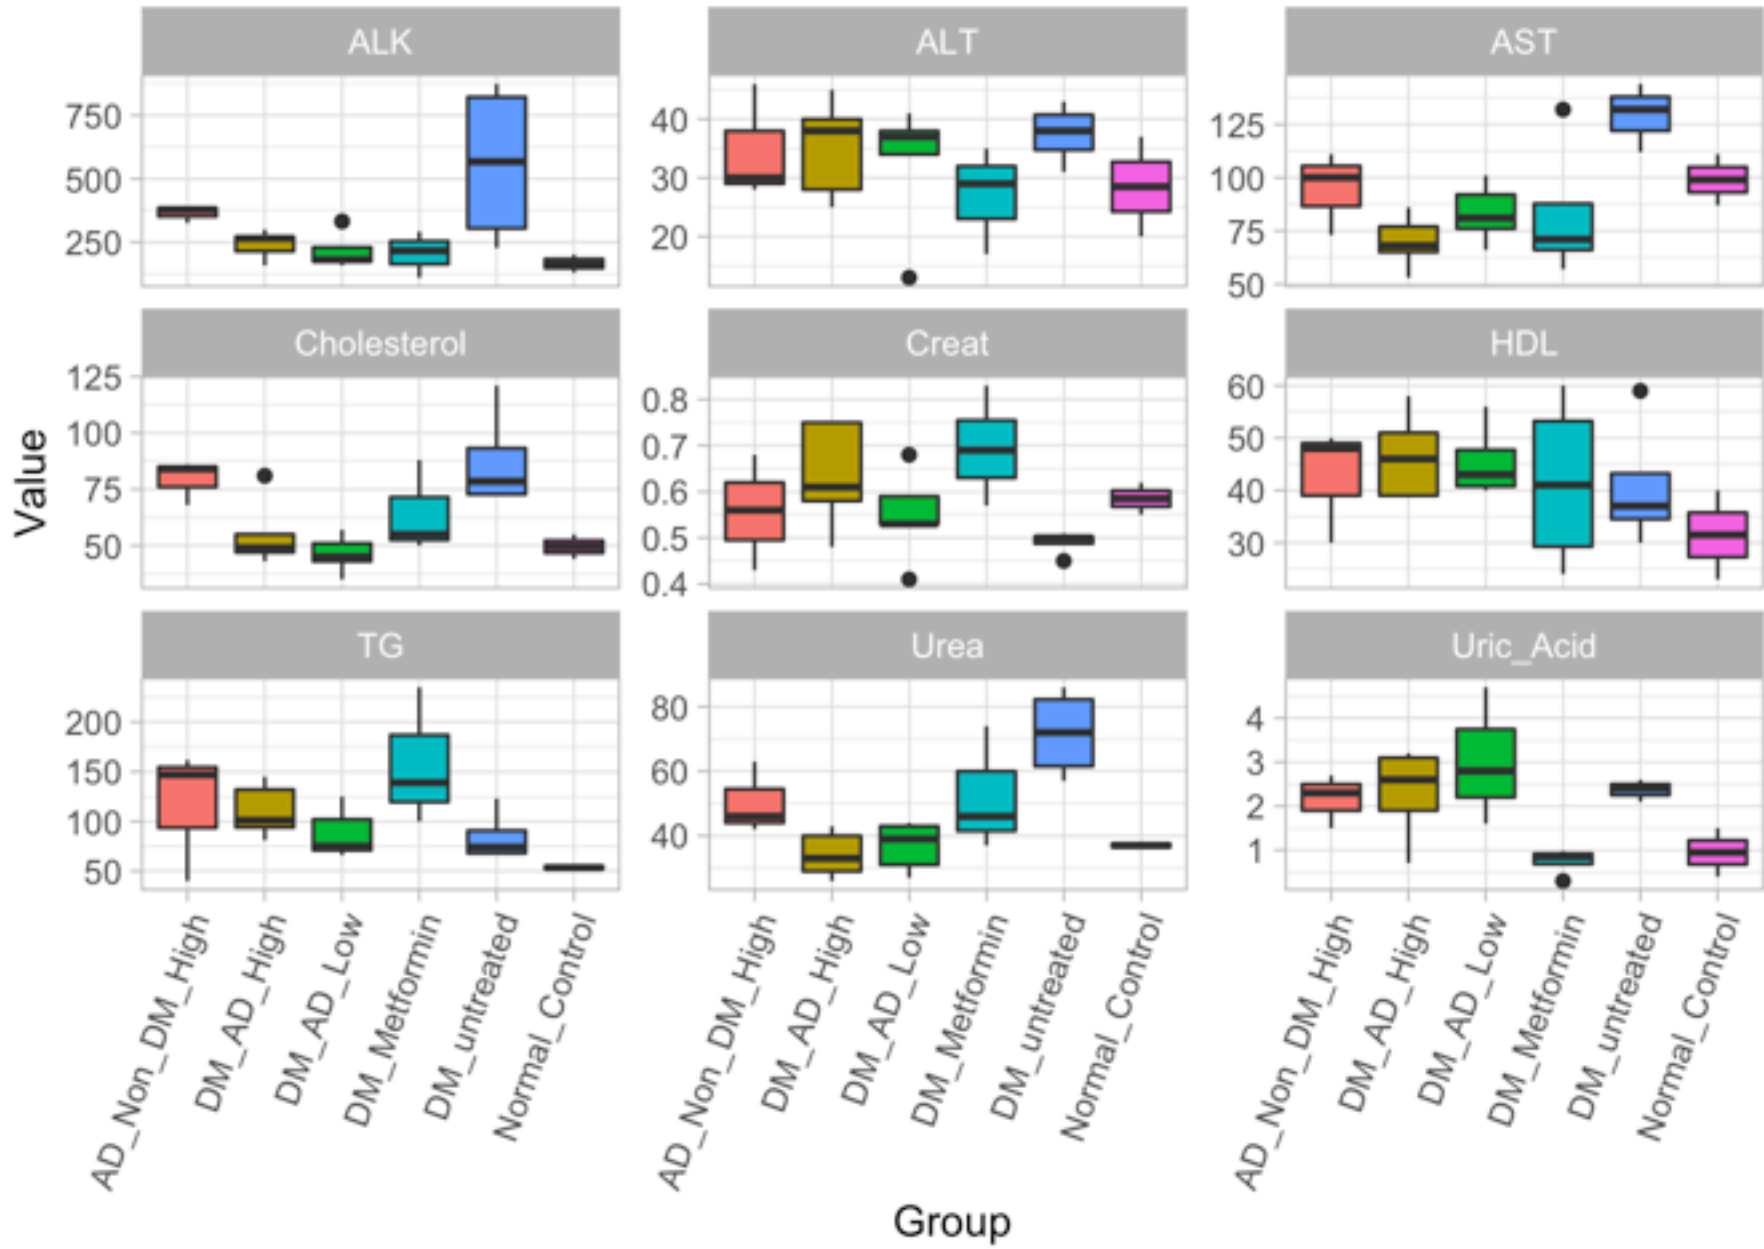 ALK ALT AST
750
500
250
40
30
20
125
100
75
50
Cholesterol Creat HDL
125
100
75
50
0.8
0.7
0.6
0.5
0.4
60
50
40
30
TG Urea Uric_Acid
200
150
100
50
80
60
40
4
3
2
1
Value
AD_Non_DM_High
DM_AD_High
DM_AD_Low
DM_Metformin
DM_untreated
Normal_Control
AD_Non_DM_High
DM_AD_High
DM_AD_Low
DM_Metformin
DM_untreated
Normal_Control
AD_Non_DM_High
DM_AD_High
DM_AD_Low
DM_Metformin
DM_untreated
Normal_Control
Group